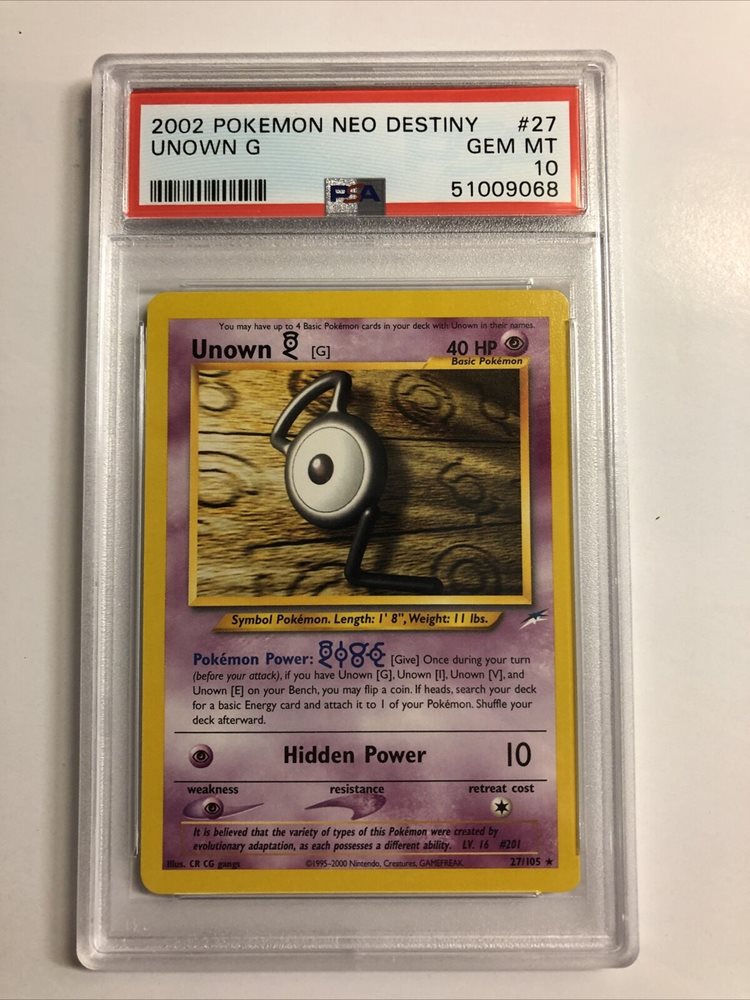 2002 POKEMON NEO DESTINY #27
UNOWN G GEM MT
10
PSA 51009068
You may have up to 4 Basic Pokémon cards in your deck with Unown in their names.
Unown [G] 40 HP
Basic Pokémon
Symbol Pokémon. Length: 1' 8", Weight: 11 lbs.
Pokémon Power: [Give] Once during your turn
(before your attack), if you have Unown [G], Unown [I], Unown [V], and
Unown [E] on your Bench, you may flip a coin. If heads, search your deck
for a basic Energy card and attach it to 1 of your Pokémon. Shuffle your
deck afterward.
Hidden Power 10
weakness resistance retreat cost
It is believed that the variety of types of this Pokémon were created by
evolutionary adaptation, as each possesses a different ability. LV. 16 #201
Illus. CR CG gangs ©1995-2000 Nintendo, Creatures, GAMEFREAK. 27/105 ★